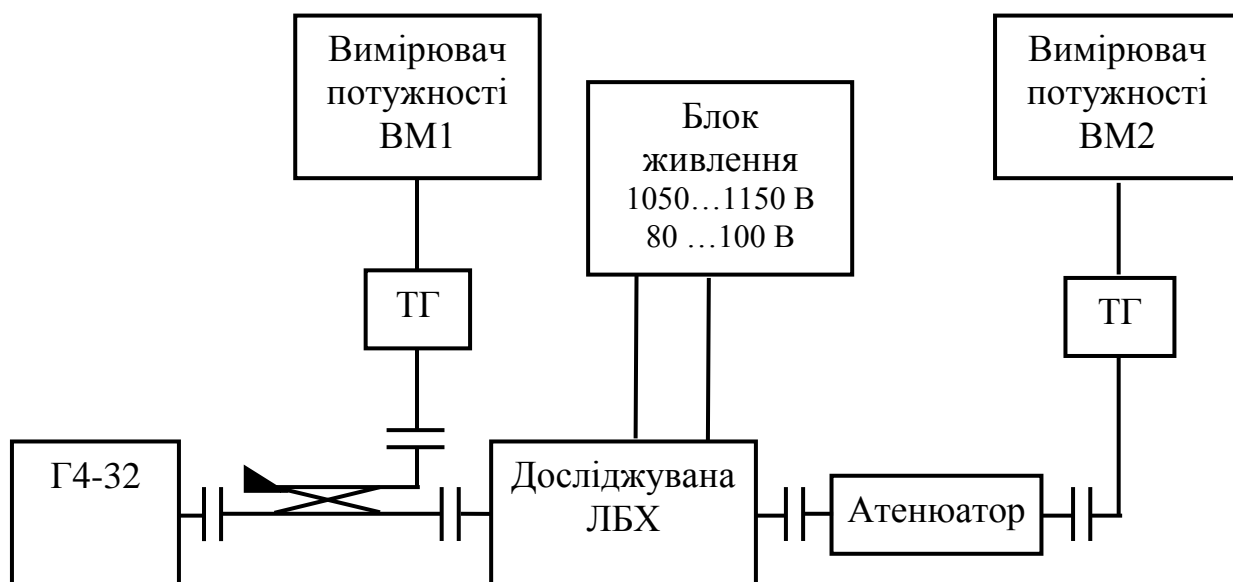 Вимірювач
потужності
ВМ1
Блок
живлення
1050…1150 В
80 …100 В
Вимірювач
потужності
ВМ2
ТГ
ТГ
Г4-32
Досліджувана
ЛБХ
Атенюатор